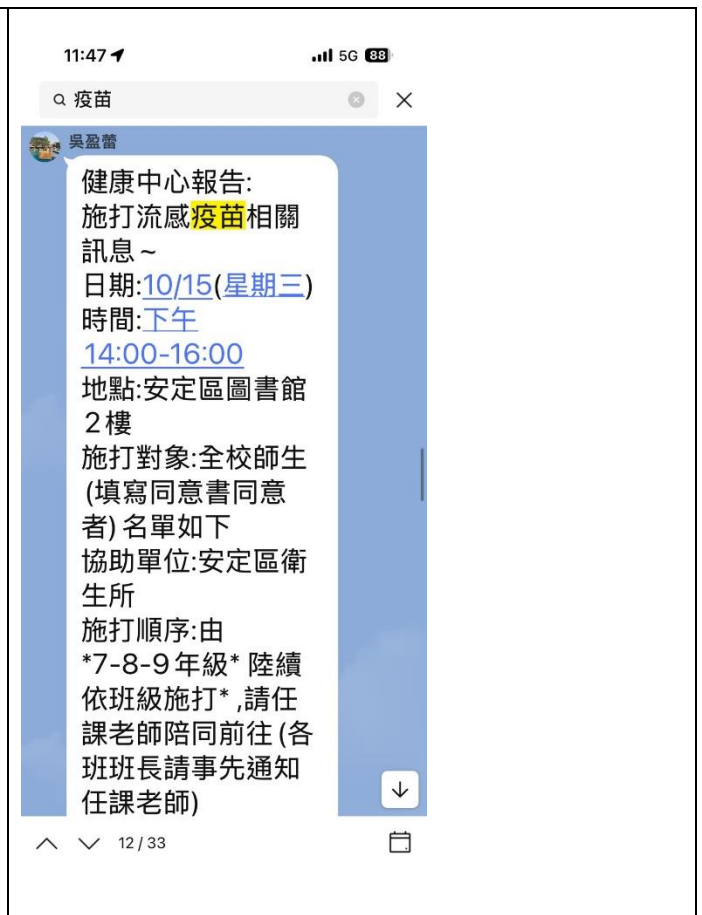 11:47
5G 88
疫苗
吳盈蕾
健康中心報告:
施打流感疫苗相關
訊息~
日期:10/15(星期三)
時間:下午
14:00-16:00
地點:安定區圖書館
2樓
施打對象:全校師生
(填寫同意書同意
者) 名單如下
協助單位:安定區衛
生所
施打順序:由
*7-8-9年級* 陸續
依班級施打* ,請任
課老師陪同前往 (各
班班長請事先通知
任課老師)
12 / 33